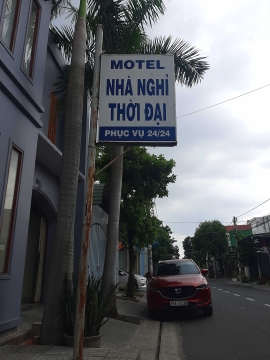 MOTEL
NHÀ NGHỈ
THỜI ĐẠI
PHỤC VỤ 24/24